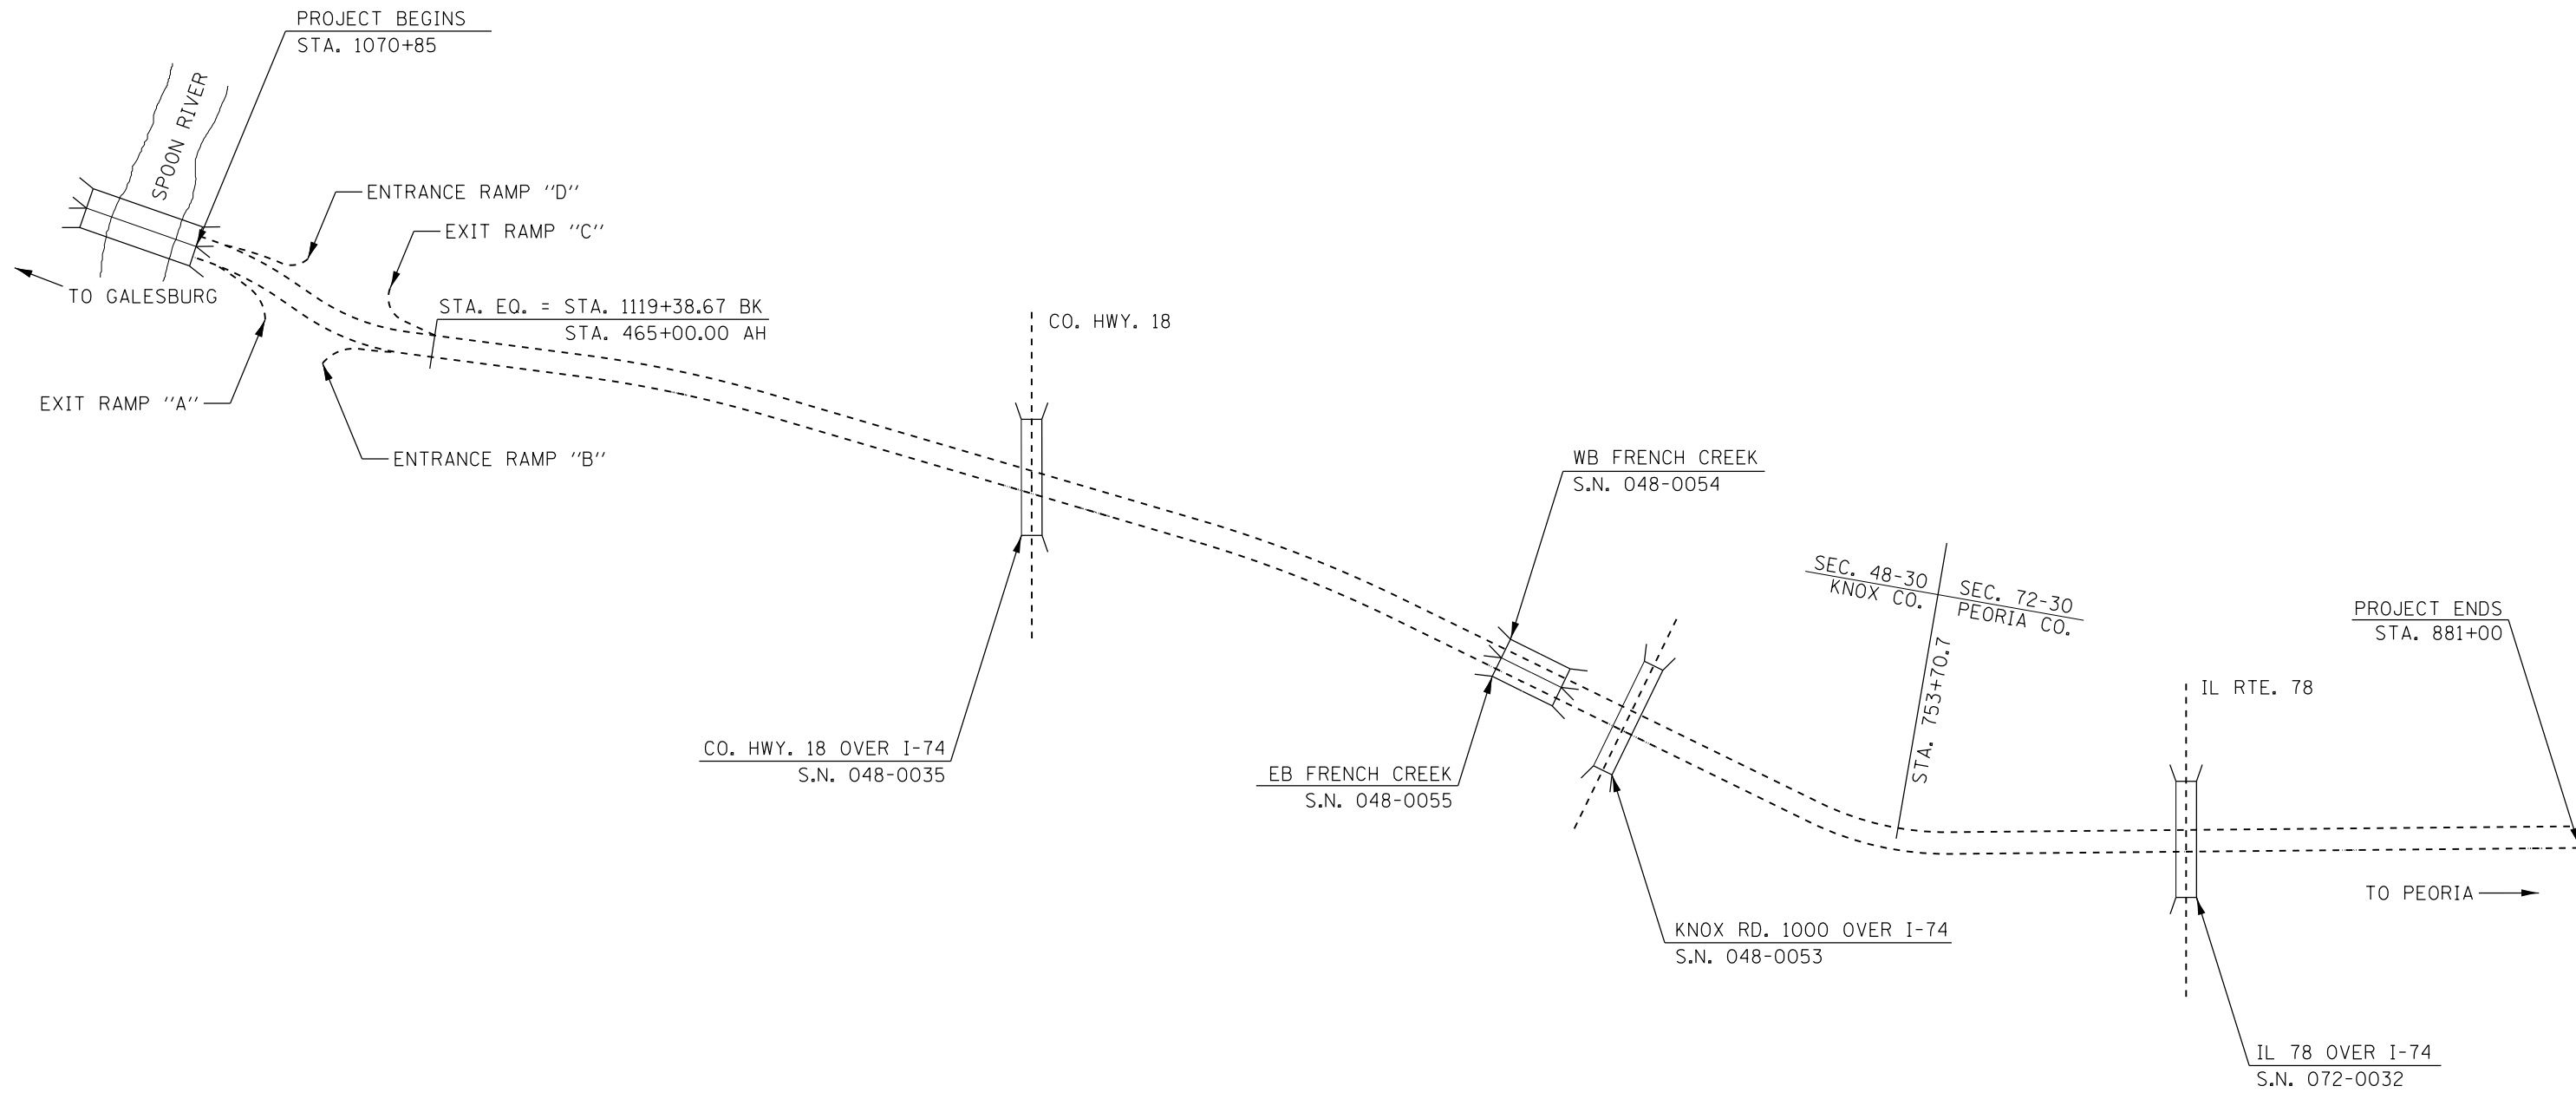 PROJECT BEGINS
STA. 1070+85
SPOON RIVER
ENTRANCE RAMP "D"
EXIT RAMP "C"
TO GALESBURG
STA. EQ. = STA. 1119+38.67 BK
STA. 465+00.00 AH
CO. HWY. 18
EXIT RAMP "A"
ENTRANCE RAMP "B"
WB FRENCH CREEK
S.N. 048-0054
SEC. 48-30
KNOX CO.
SEC. 72-30
PEORIA CO.
STA. 753+70.7
PROJECT ENDS
STA. 881+00
IL RTE. 78
CO. HWY. 18 OVER I-74
S.N. 048-0035
EB FRENCH CREEK
S.N. 048-0055
TO PEORIA
KNOX RD. 1000 OVER I-74
S.N. 048-0053
IL 78 OVER I-74
S.N. 072-0032